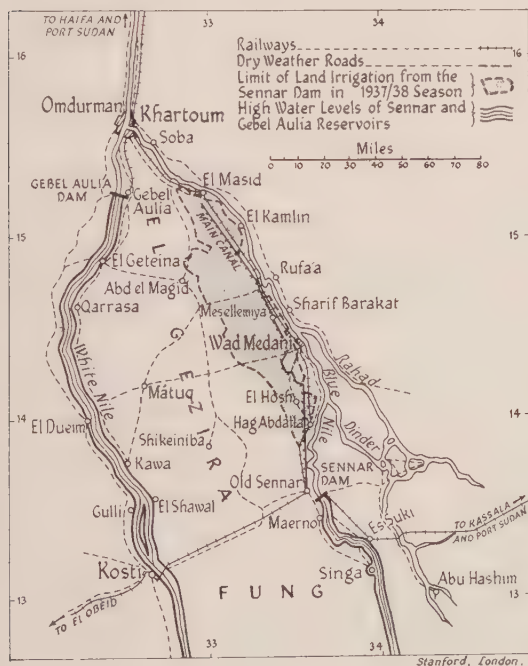 TO HAIFA AND
PORT SUDAN
33
34
16
16
Railways
Dry Weather Roads
Limit of Land Irrigation from the
Sennar Dam in 1937/38 Season
High Water Levels of Sennar and
Gebel Aulia Reservoirs
Miles
10 0 10 20 30 40 50 60 70 80
Omdurman
Khartoum
Soba
GEBEL AULIA
DAM
Gebel
Aulia
El Masid
El Kamlin
MAIN CANAL
15
15
EL GEZIRA
El Geteina
Abd el Magid
Rufa'a
Qarrasa
Mesellemiya
Sharif Barakat
Wad Medani
White Nile
Blue
Nile
Rahad
Dinder
Matuq
El Hosh
Hag Abdalla
14
14
El Dueim
Shikeiniba
Kawa
SENNAR
DAM
Old Sennar
El Shawal
Gulli
Maerno
Es Suki
TO KASSALA
AND PORT SUDAN
Kosti
Singa
Abu Hashim
FUNG
13
13
TO EL OBEID
33
34
Stanford, London.